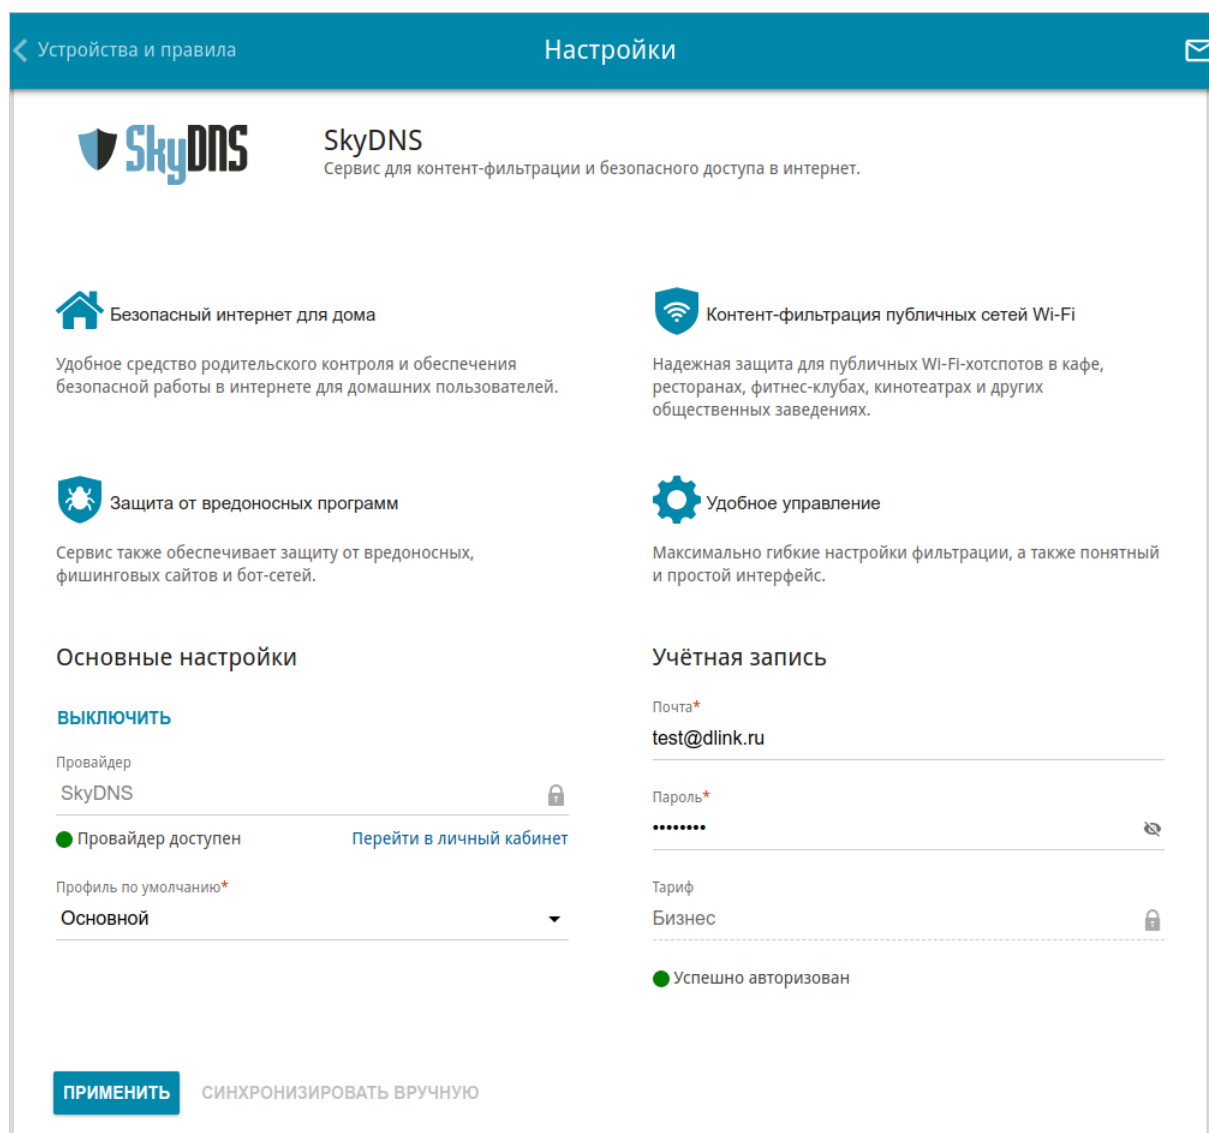 Устройства и правила
Настройки
SkyDNS
SkyDNS
Сервис для контент-фильтрации и безопасного доступа в интернет.
Безопасный интернет для дома
Удобное средство родительского контроля и обеспечения
безопасной работы в интернете для домашних пользователей.
Контент-фильтрация публичных сетей Wi-Fi
Надежная защита для публичных Wi-Fi-хотспотов в кафе,
ресторанах, фитнес-клубах, кинотеатрах и других
общественных заведениях.
Защита от вредоносных программ
Сервис также обеспечивает защиту от вредоносных,
фишинговых сайтов и бот-сетей.
Удобное управление
Максимально гибкие настройки фильтрации, а также понятный
и простой интерфейс.
Основные настройки
ВЫКЛЮЧИТЬ
Провайдер
SkyDNS
Провайдер доступен
Перейти в личный кабинет
Профиль по умолчанию*
Основной
Учётная запись
Почта*
test@dlink.ru
Пароль*
••••••••
Тариф
Бизнес
Успешно авторизован
ПРИМЕНИТЬ
СИНХРОНИЗИРОВАТЬ ВРУЧНУЮ